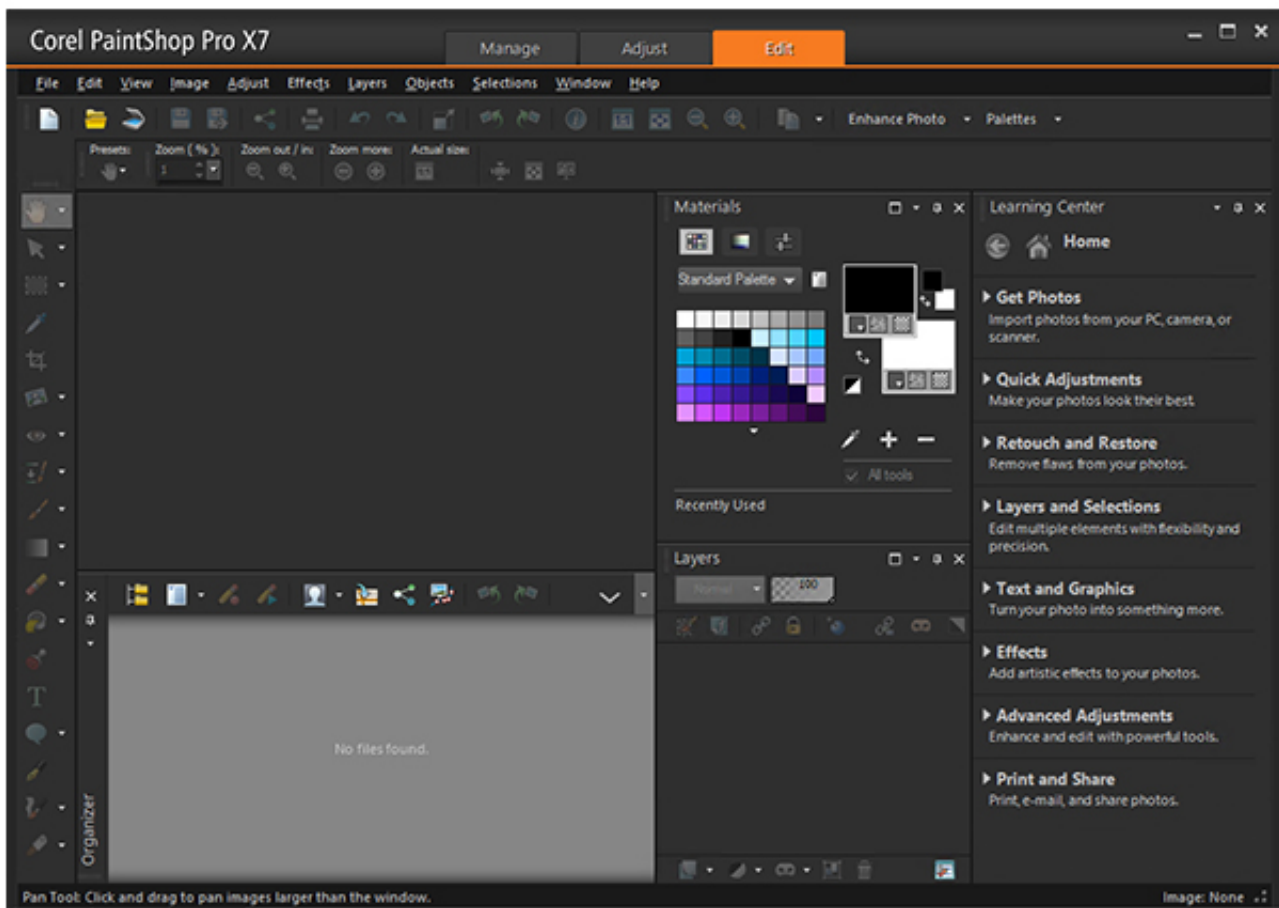 Corel PaintShop Pro X7
Manage Adjust Edit
File Edit View Image Adjust Effects Layers Objects Selections Window Help
Enhance Photo Palettes
Presets: Zoom ( % ): Zoom out / in: Zoom more: Actual size:
1
Materials
Standard Palette
All tools
Recently Used
Layers
Normal 100
Learning Center
Home
Get Photos
Import photos from your PC, camera, or
scanner.
Quick Adjustments
Make your photos look their best.
Retouch and Restore
Remove flaws from your photos.
Layers and Selections
Edit multiple elements with flexibility and
precision.
Text and Graphics
Turn your photo into something more.
Effects
Add artistic effects to your photos.
Advanced Adjustments
Enhance and edit with powerful tools.
Print and Share
Print, e-mail, and share photos.
No files found.
Organizer
Pan Tool: Click and drag to pan images larger than the window.
Image: None